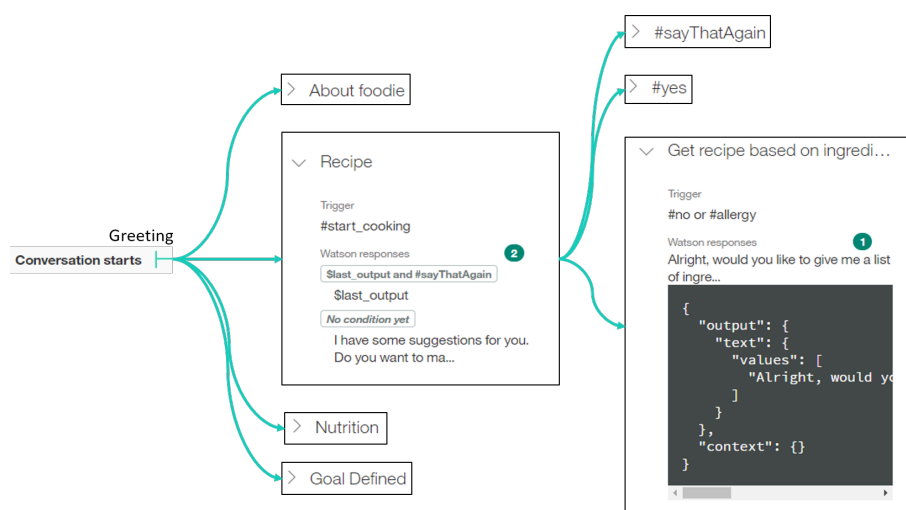 #sayThatAgain
#yes
About foodie
Recipe
Trigger
#start_cooking
Watson responses
2
$last_output and #sayThatAgain
$last_output
No condition yet
I have some suggestions for you.
Do you want to ma...
Greeting
Conversation starts
Nutrition
Goal Defined
Get recipe based on ingredi...
Trigger
#no or #allergy
Watson responses
1
Alright, would you like to give me a list
of ingre...
{
"output": {
"text": {
"values": [
"Alright, would yo
]
}
},
"context": {}
}